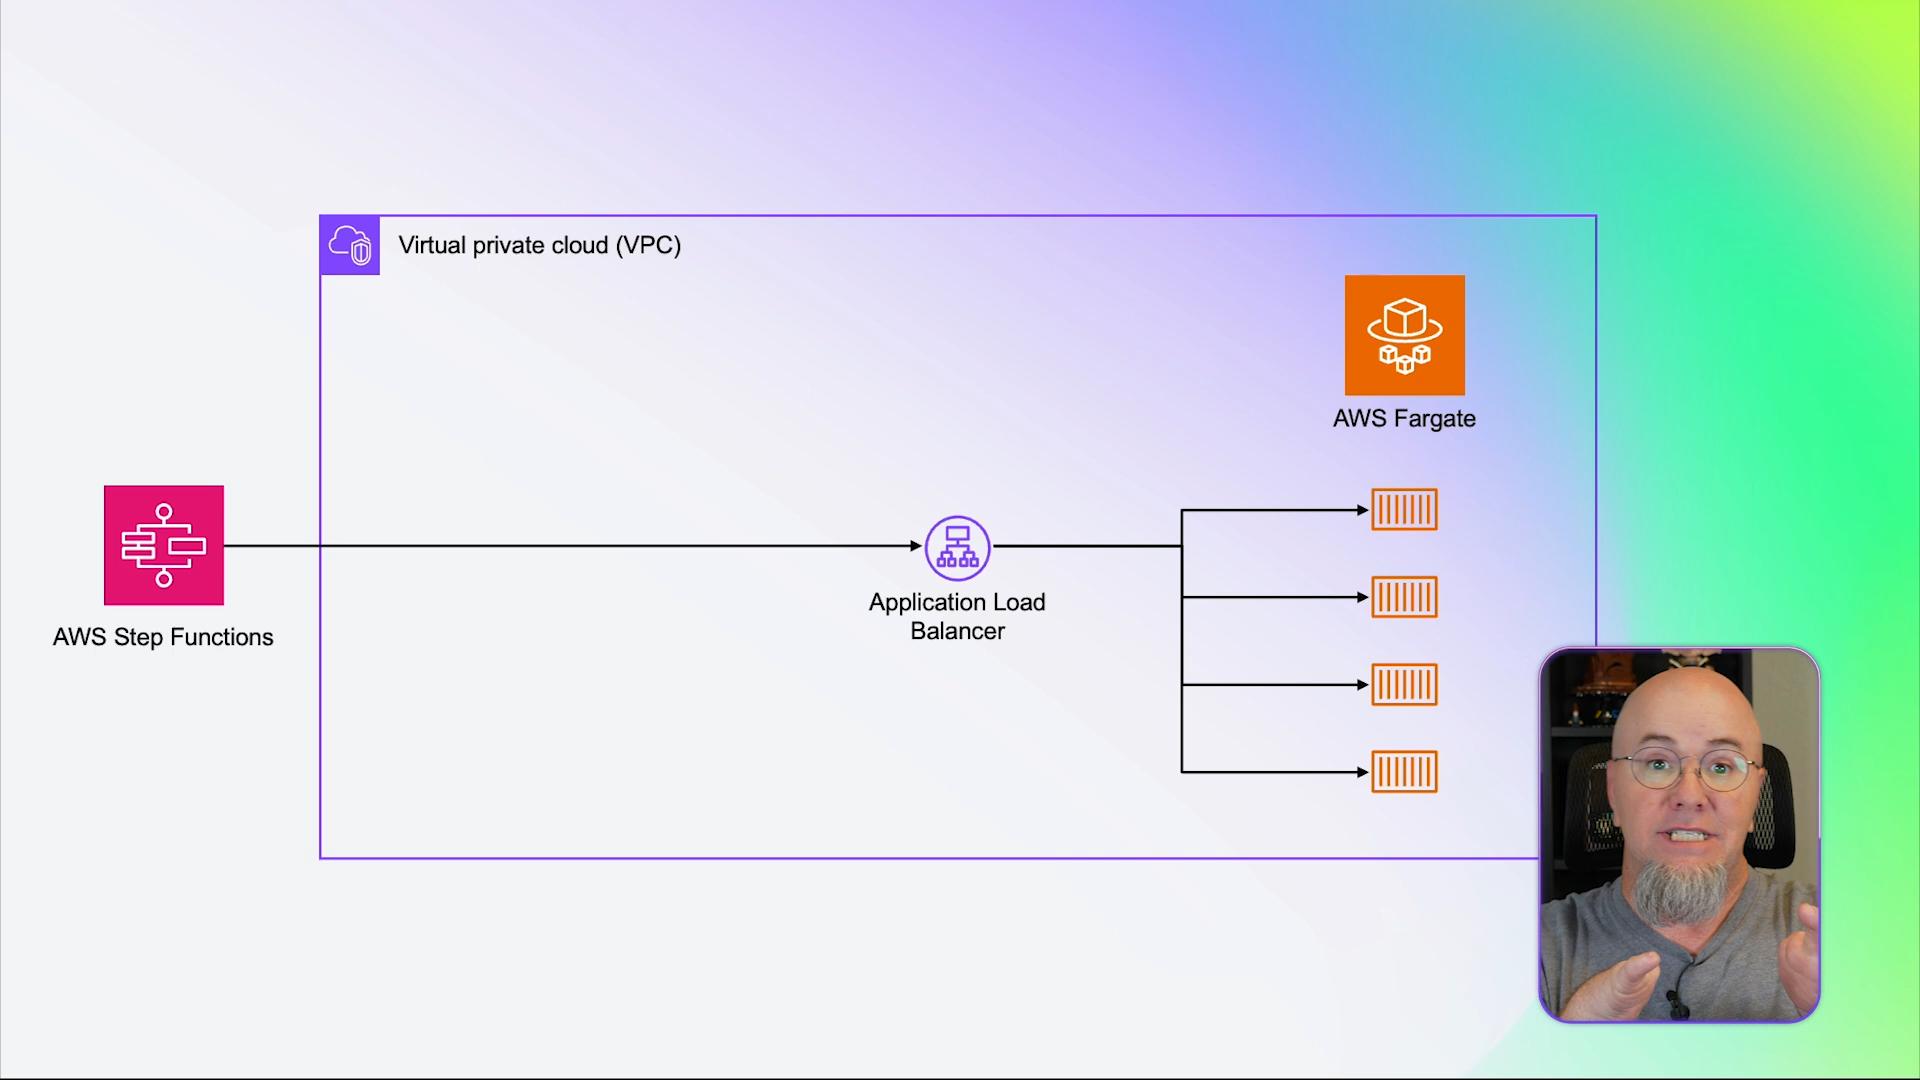 Virtual private cloud (VPC)
AWS Fargate
AWS Step Functions
Application Load
Balancer